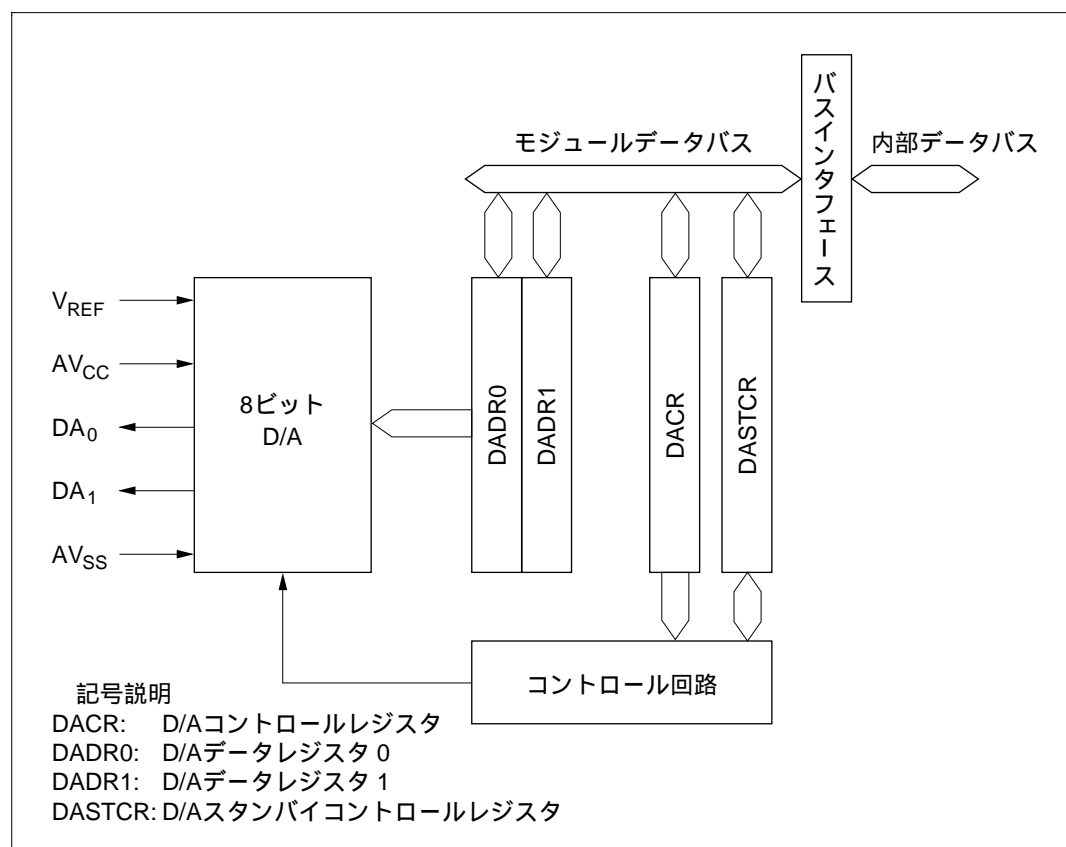 モジュールデータバス
バスインタフェース
内部データバス
VREF
AVCC
DA0
DA1
AVSS
8ビット
D/A
DADR0
DADR1
DACR
DASTCR
コントロール回路
記号説明
DACR: D/Aコントロールレジスタ
DADR0: D/Aデータレジスタ 0
DADR1: D/Aデータレジスタ 1
DASTCR: D/Aスタンバイコントロールレジスタ